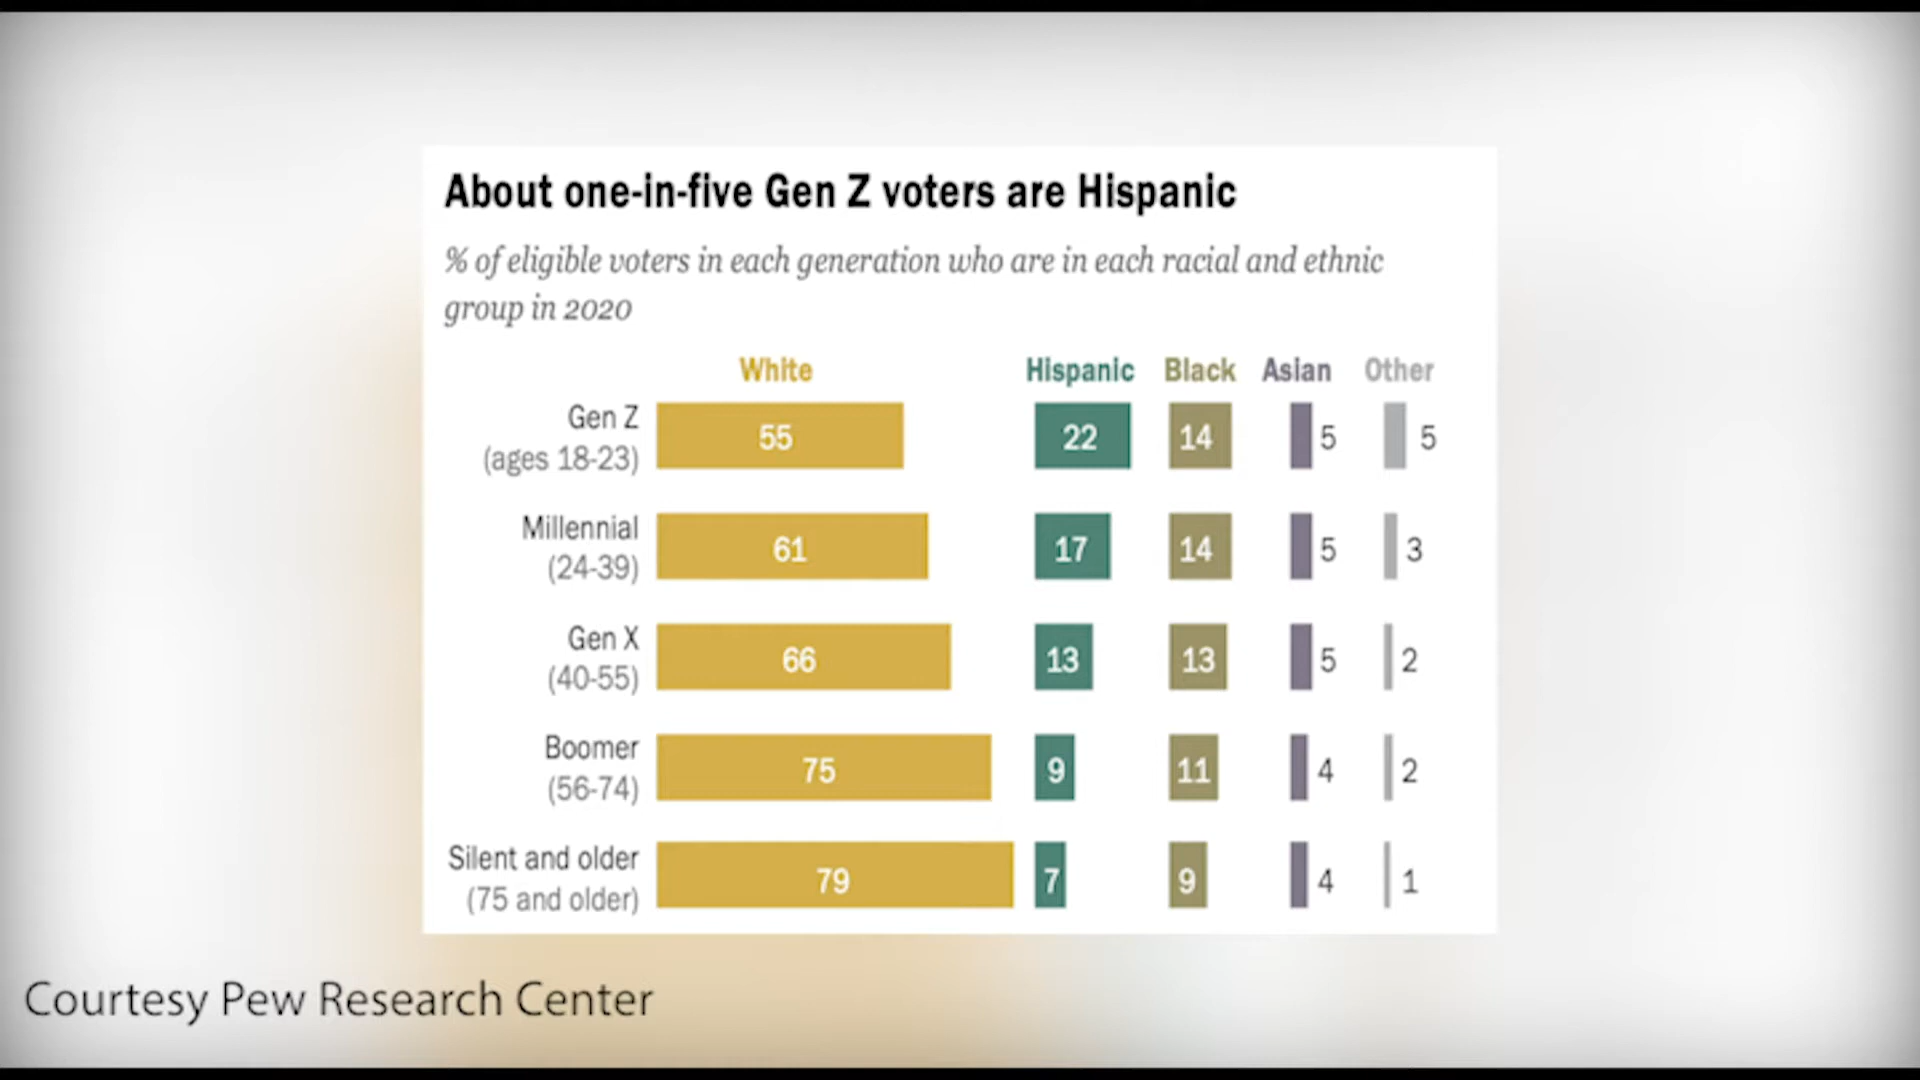 About one-in-five Gen Z voters are Hispanic
% of eligible voters in each generation who are in each racial and ethnic
group in 2020
White Hispanic Black Asian Other
Gen Z
(ages 18-23)
55 22 14 5 5
Millennial
(24-39)
61 17 14 5 3
Gen X
(40-55)
66 13 13 5 2
Boomer
(56-74)
75 9 11 4 2
Silent and older
(75 and older)
79 7 9 4 1
Courtesy Pew Research Center